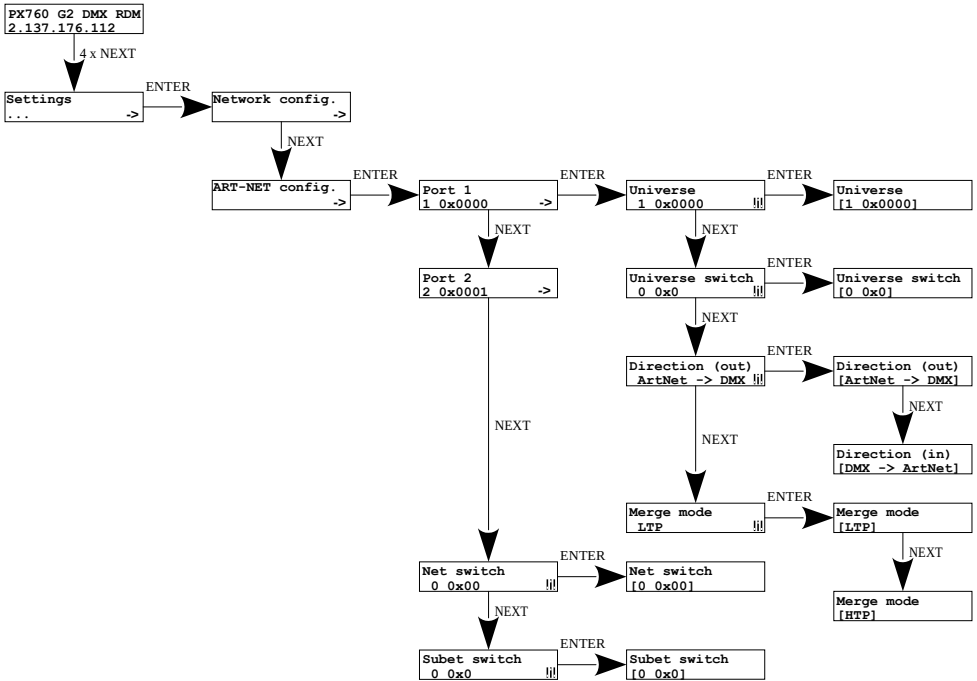 PX760 G2 DMX RDM
2.137.176.112
4 x NEXT
Settings
... ->
ENTER
Network config.
->
NEXT
ART-NET config.
->
ENTER
Port 1
1 0x0000 ->
ENTER
Universe
1 0x0000 !i!
ENTER
Universe
[1 0x0000]
NEXT
NEXT
Port 2
2 0x0001 ->
Universe switch
0 0x0 !i!
ENTER
Universe switch
[0 0x0]
NEXT
Direction (out)
ArtNet -> DMX !i!
ENTER
Direction (out)
[ArtNet -> DMX]
NEXT
NEXT
NEXT
Direction (in)
[DMX -> ArtNet]
Merge mode
LTP !i!
ENTER
Merge mode
[LTP]
NEXT
Merge mode
[HTP]
Net switch
0 0x00 !i!
ENTER
Net switch
[0 0x00]
NEXT
Subet switch
0 0x0 !i!
ENTER
Subet switch
[0 0x0]